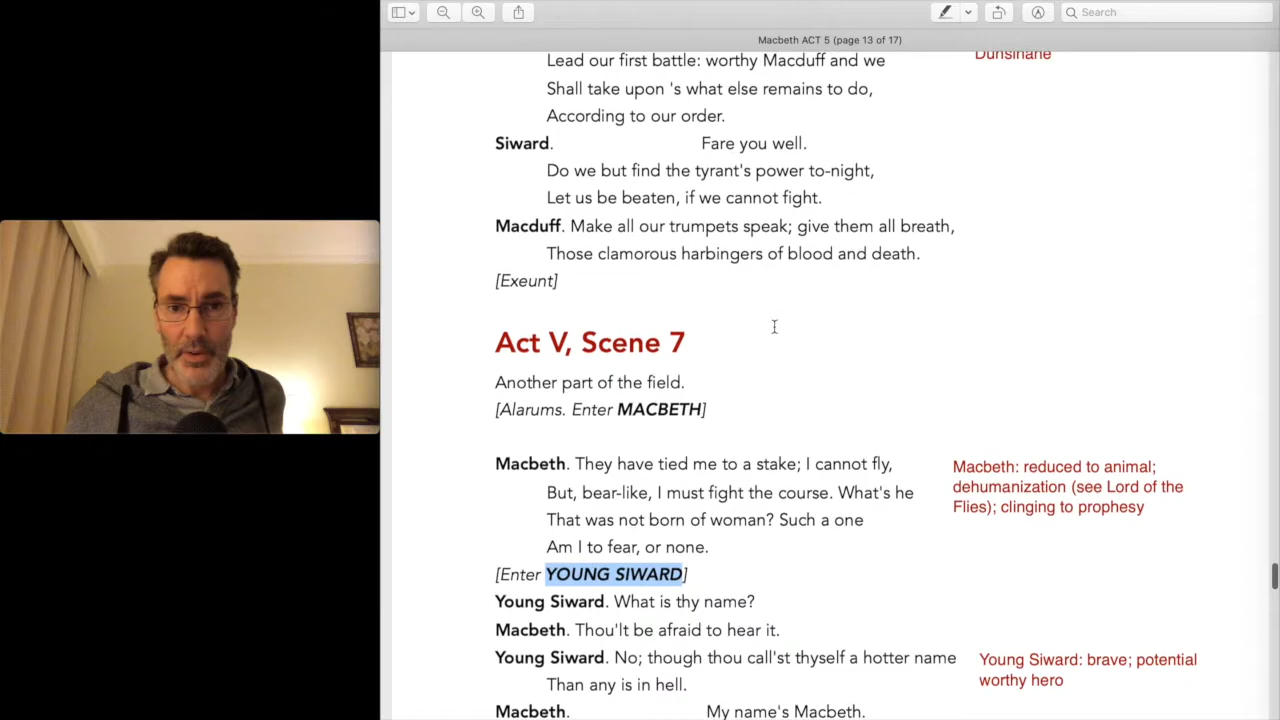 Search
Macbeth ACT 5 (page 13 of 17)
Dunsinane
Lead our first battle: worthy Macduff and we
Shall take upon 's what else remains to do,
According to our order.
Siward. Fare you well.
Do we but find the tyrant's power to-night,
Let us be beaten, if we cannot fight.
Macduff. Make all our trumpets speak; give them all breath,
Those clamorous harbingers of blood and death.
[Exeunt]
Act V, Scene 7
Another part of the field.
[Alarums. Enter MACBETH]
Macbeth. They have tied me to a stake; I cannot fly,
But, bear-like, I must fight the course. What's he
That was not born of woman? Such a one
Am I to fear, or none.
Macbeth: reduced to animal;
dehumanization (see Lord of the
Flies); clinging to prophesy
[Enter YOUNG SIWARD]
Young Siward. What is thy name?
Macbeth. Thou'lt be afraid to hear it.
Young Siward. No; though thou call'st thyself a hotter name
Than any is in hell.
Young Siward: brave; potential
worthy hero
Macbeth. My name's Macbeth.